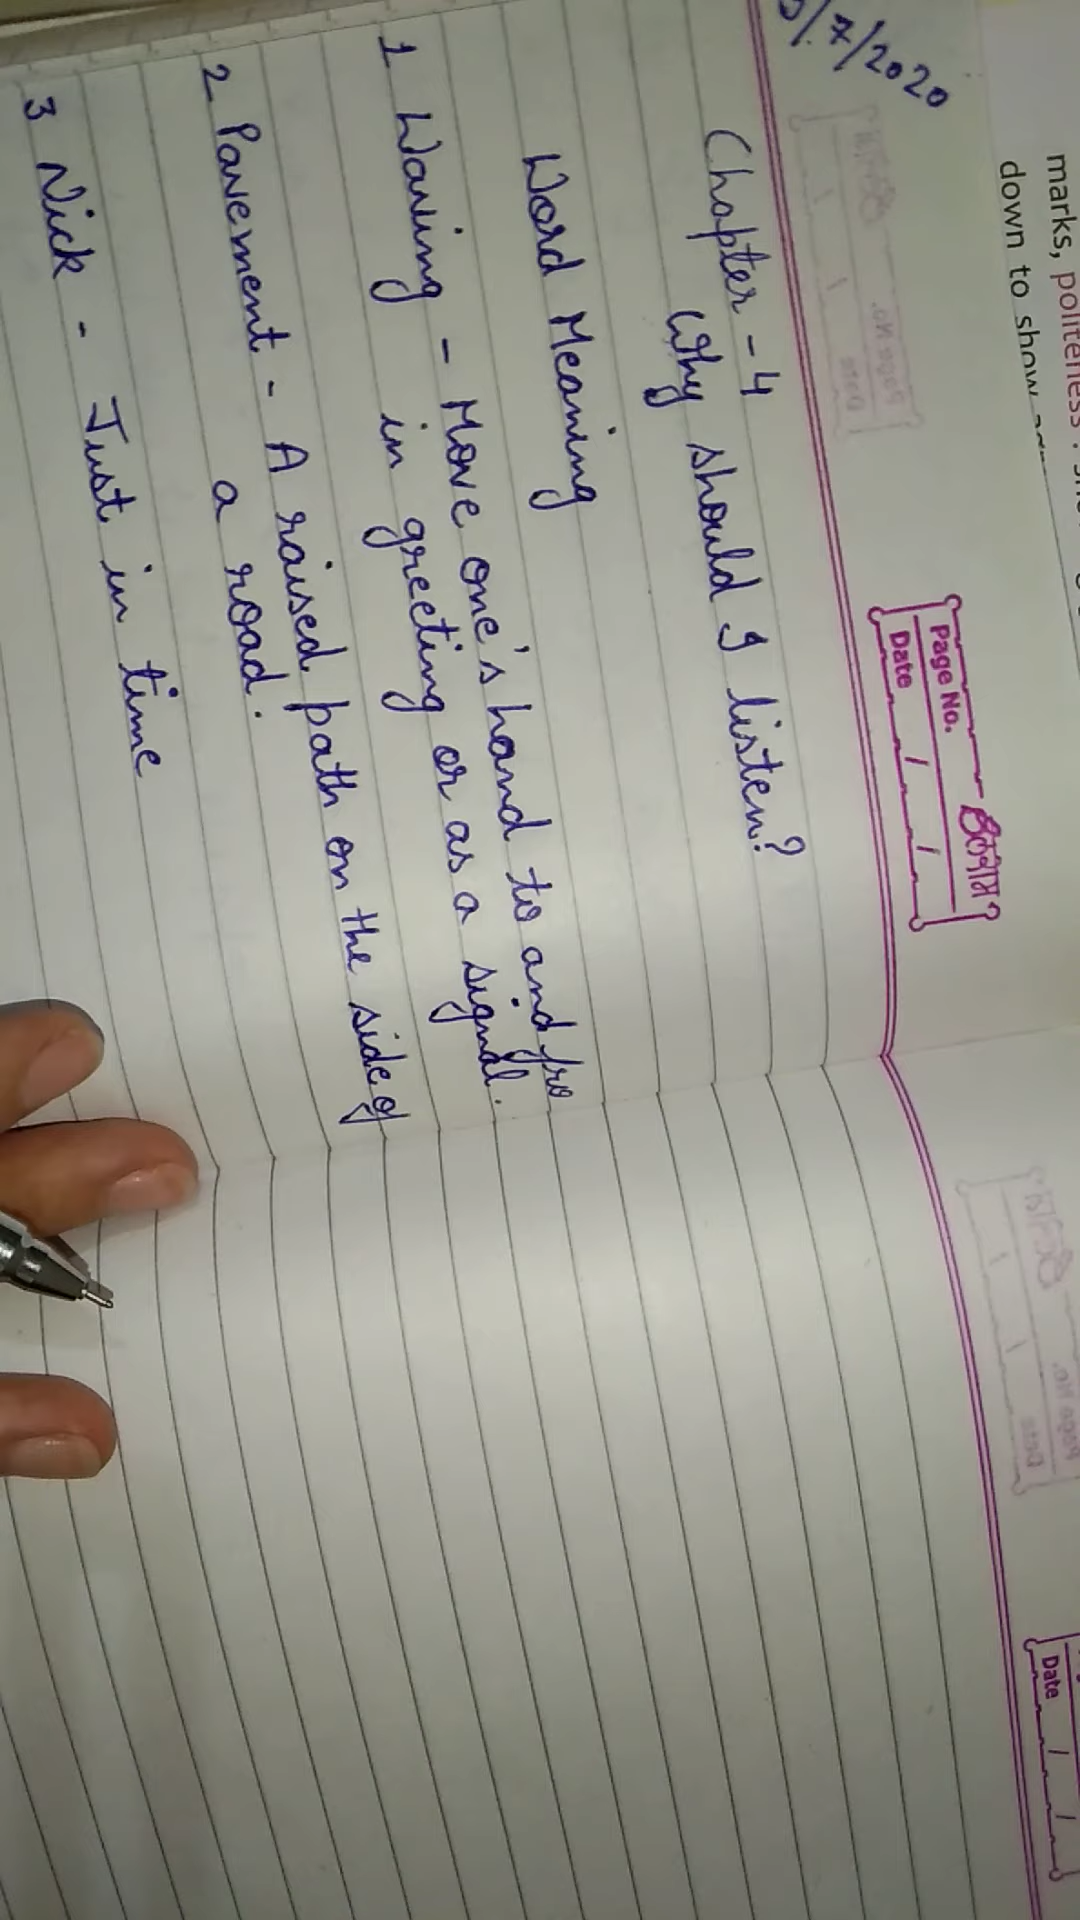 marks, politeness
down to show
/7/2020
Page No.
Date
Chapter - 4
Why should I listen?
Word Meaning
1 Waving - Move one's hand to and fro
in greeting or as a signal.
2 Pavement - A raised path on the side of
a road.
3 Nick - Just in time
Date